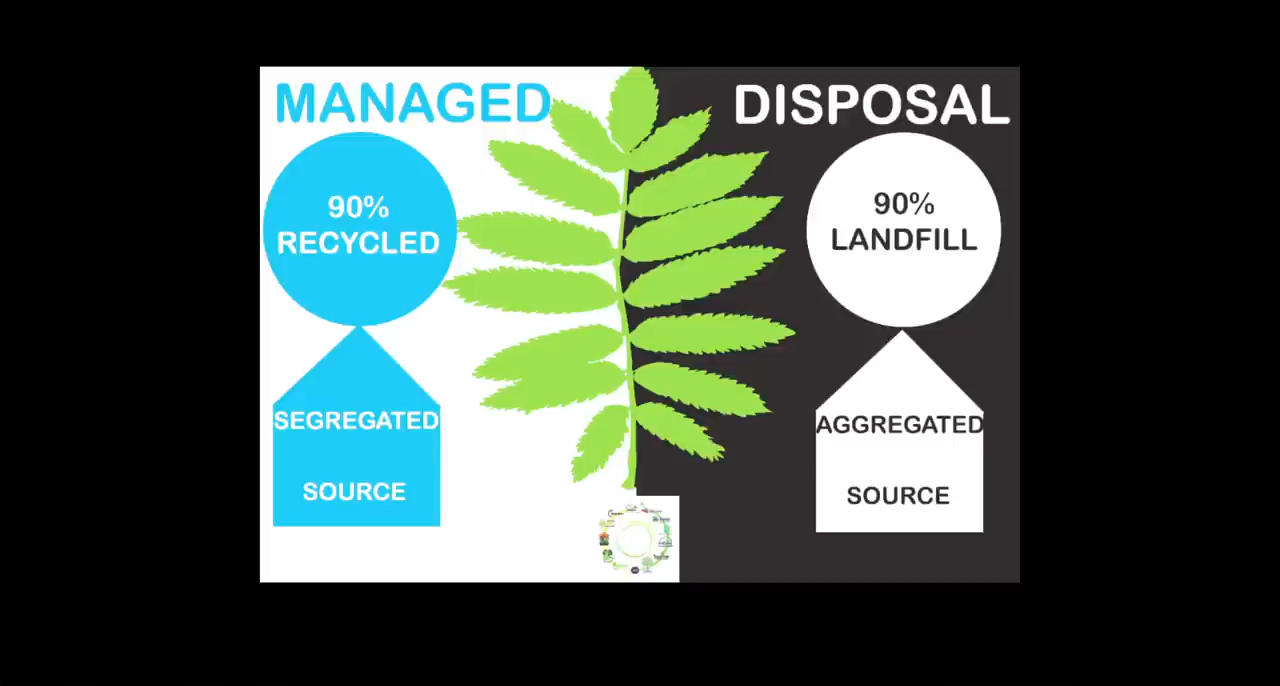 MANAGED
90%
RECYCLED
SEGREGATED
SOURCE
DISPOSAL
90%
LANDFILL
AGGREGATED
SOURCE